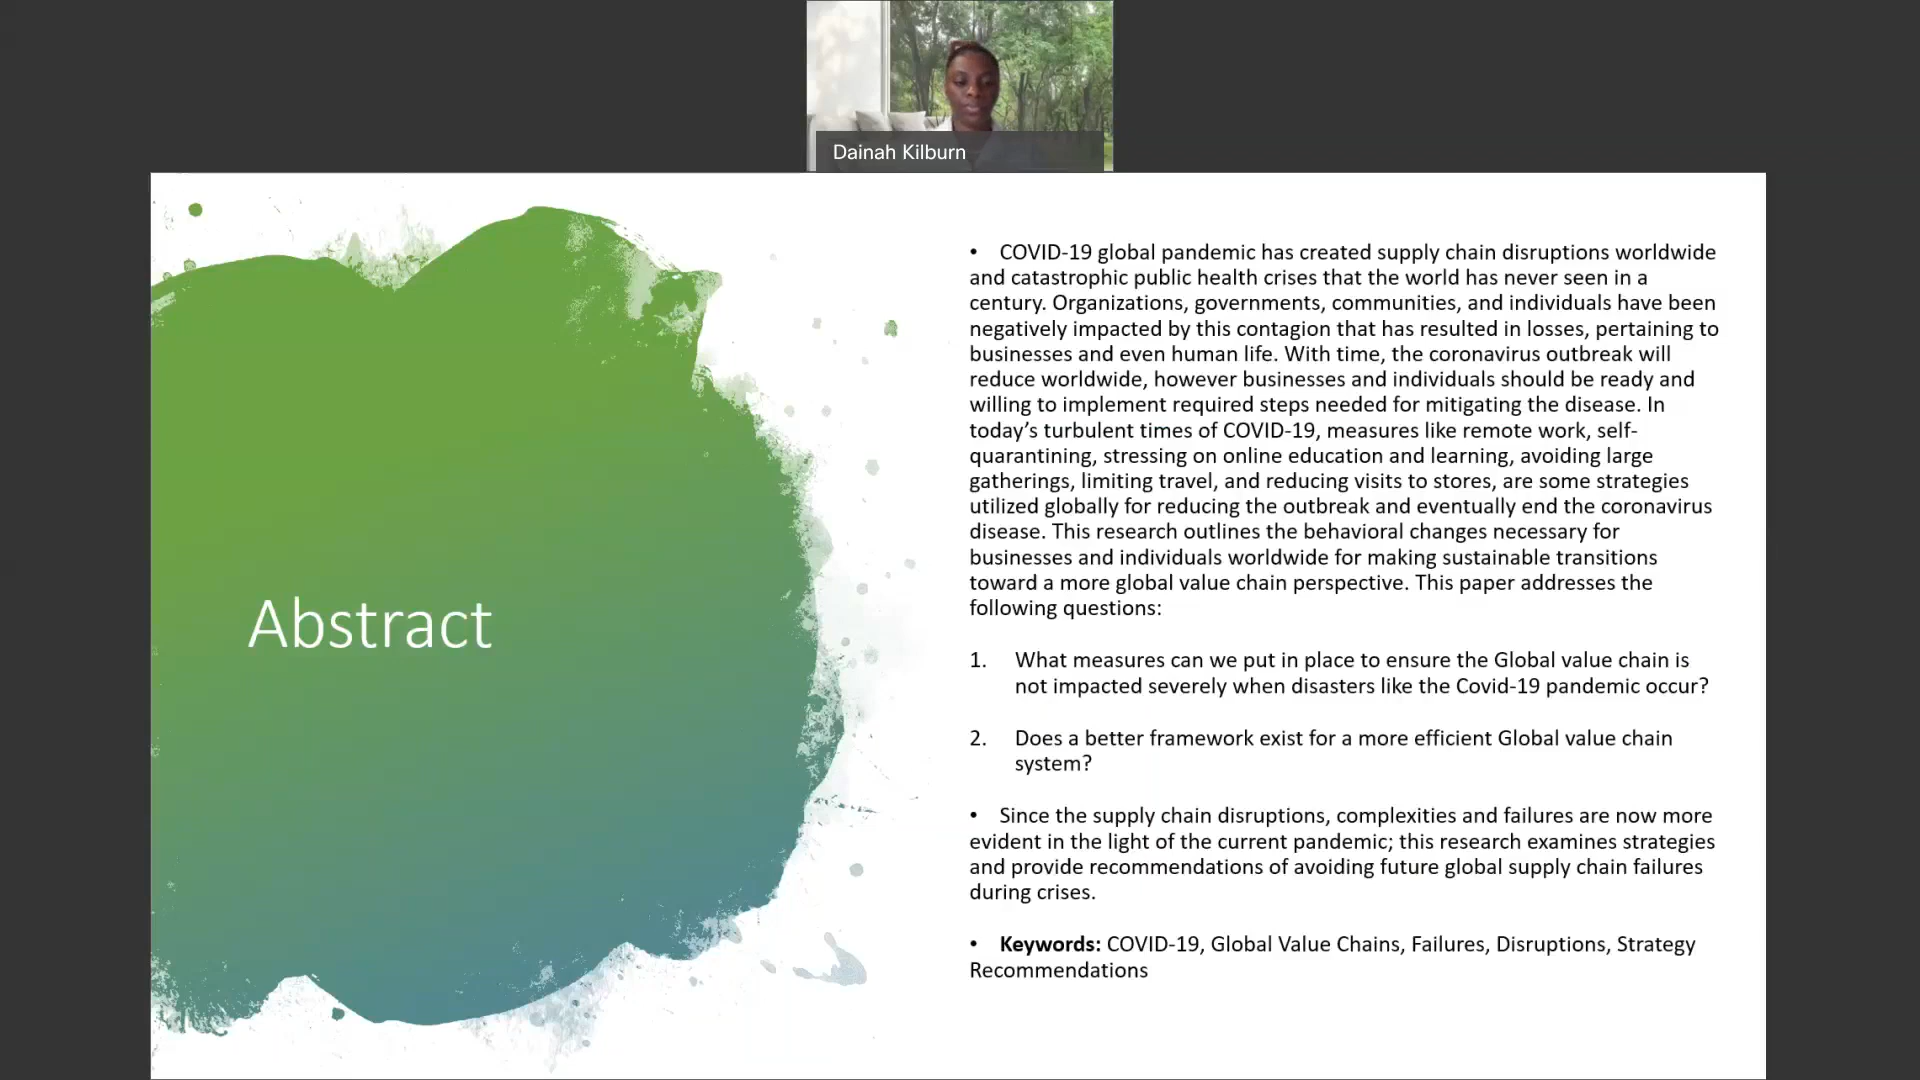 Dainah Kilburn
Abstract
• COVID-19 global pandemic has created supply chain disruptions worldwide
and catastrophic public health crises that the world has never seen in a
century. Organizations, governments, communities, and individuals have been
negatively impacted by this contagion that has resulted in losses, pertaining to
businesses and even human life. With time, the coronavirus outbreak will
reduce worldwide, however businesses and individuals should be ready and
willing to implement required steps needed for mitigating the disease. In
today’s turbulent times of COVID-19, measures like remote work, self-
quarantining, stressing on online education and learning, avoiding large
gatherings, limiting travel, and reducing visits to stores, are some strategies
utilized globally for reducing the outbreak and eventually end the coronavirus
disease. This research outlines the behavioral changes necessary for
businesses and individuals worldwide for making sustainable transitions
toward a more global value chain perspective. This paper addresses the
following questions:
1. What measures can we put in place to ensure the Global value chain is
not impacted severely when disasters like the Covid-19 pandemic occur?
2. Does a better framework exist for a more efficient Global value chain
system?
• Since the supply chain disruptions, complexities and failures are now more
evident in the light of the current pandemic; this research examines strategies
and provide recommendations of avoiding future global supply chain failures
during crises.
• Keywords: COVID-19, Global Value Chains, Failures, Disruptions, Strategy
Recommendations